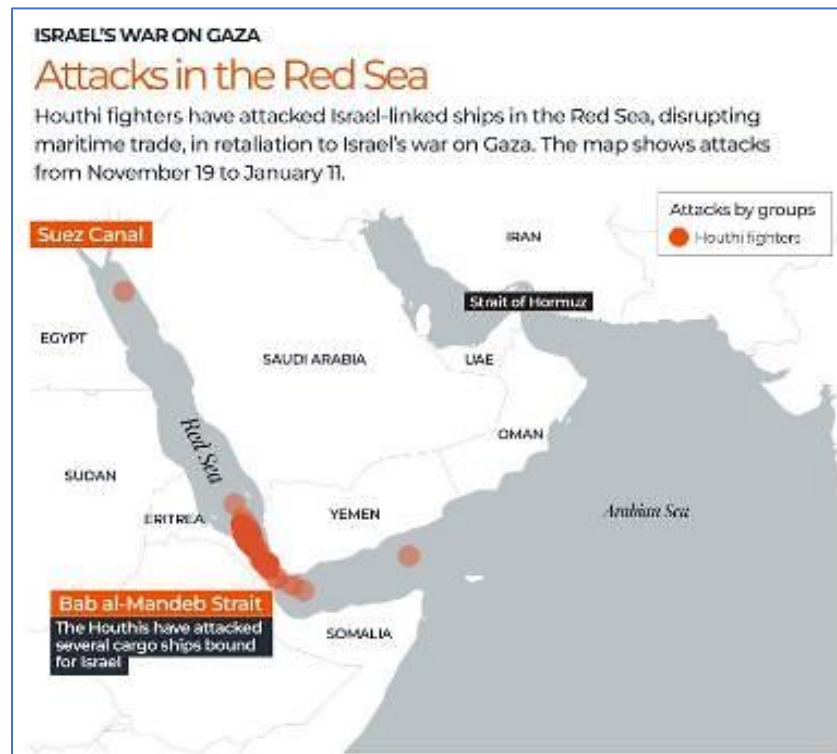 ISRAEL'S WAR ON GAZA
Attacks in the Red Sea
Houthi fighters have attacked Israel-linked ships in the Red Sea, disrupting
maritime trade, in retaliation to Israel's war on Gaza. The map shows attacks
from November 19 to January 11.
Attacks by groups
Houthi fighters
Suez Canal
IRAN
Strait of Hormuz
EGYPT
SAUDI ARABIA
UAE
OMAN
Red Sea
SUDAN
ERITREA
YEMEN
Arabian Sea
Bab al-Mandeb Strait
The Houthis have attacked
several cargo ships bound
for Israel
SOMALIA